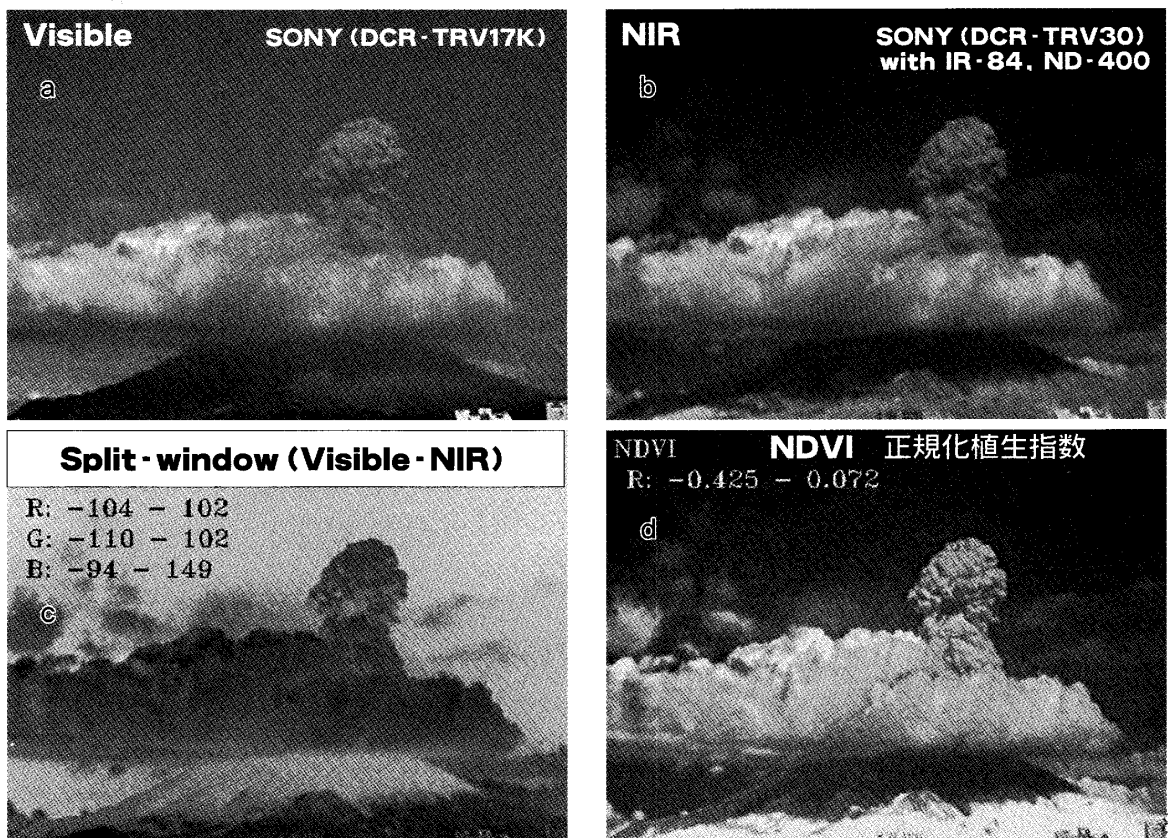 Visible
SONY (DCR-TRV17K)
a
NIR
SONY (DCR-TRV30)
with IR-84, ND-400
b
Split-window (Visible-NIR)
R: -104 - 102
G: -110 - 102
B: -94 - 149
c
NDVI
NDVI 正規化植生指数
R: -0.425 - 0.072
d